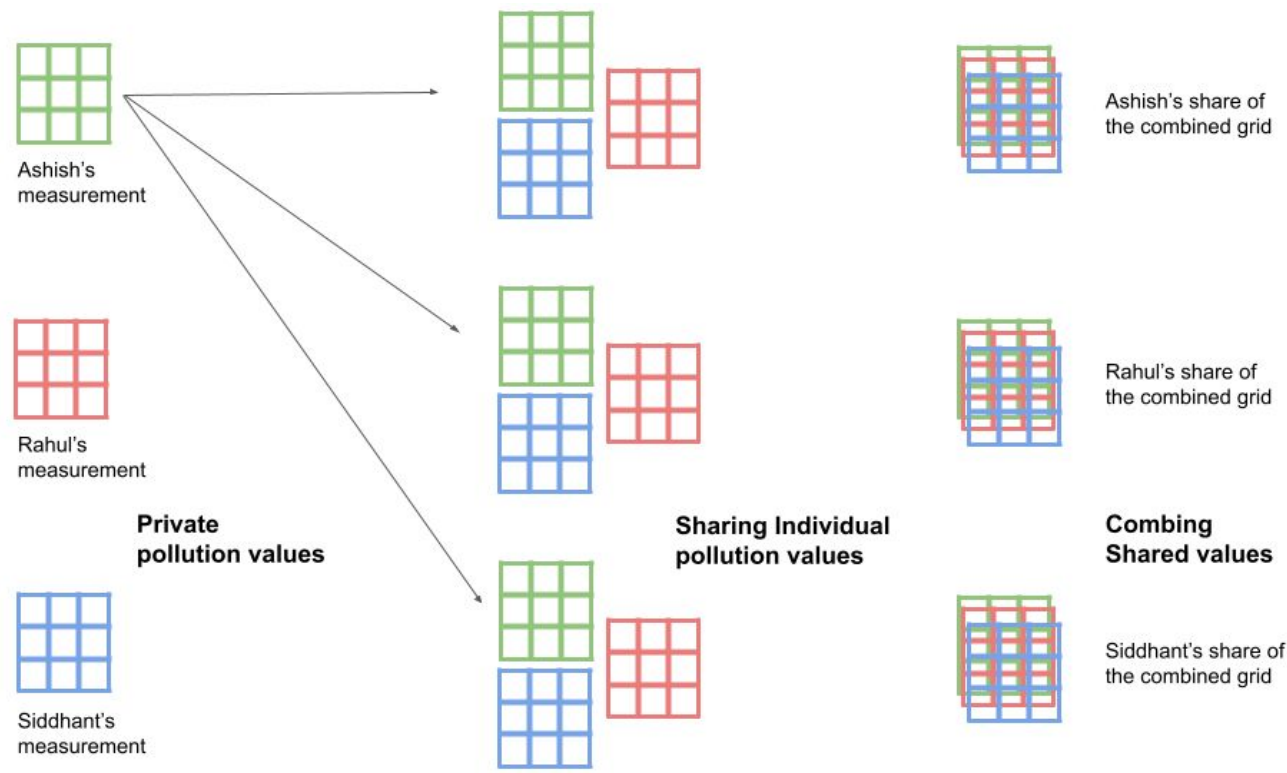 Ashish's
measurement
Ashish's share of
the combined grid
Rahul's
measurement
Rahul's share of
the combined grid
Private
pollution values
Sharing Individual
pollution values
Combing
Shared values
Siddhant's
measurement
Siddhant's share of
the combined grid